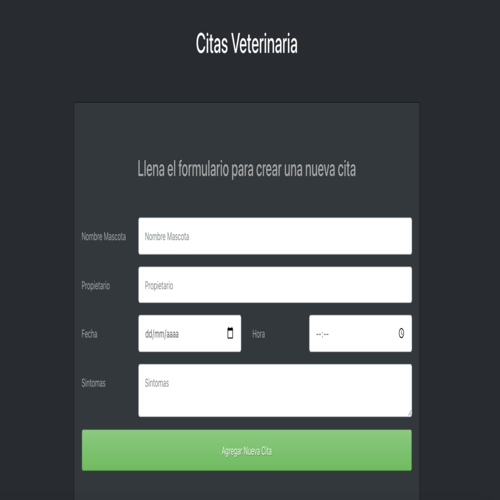 Citas Veterinaria
Llena el formulario para crear una nueva cita
Nombre Mascota Nombre Mascota
Propietario Propietario
Fecha dd/mm/aaaa Hora --:--
Sintomas Sintomas
Agregar Nueva Cita